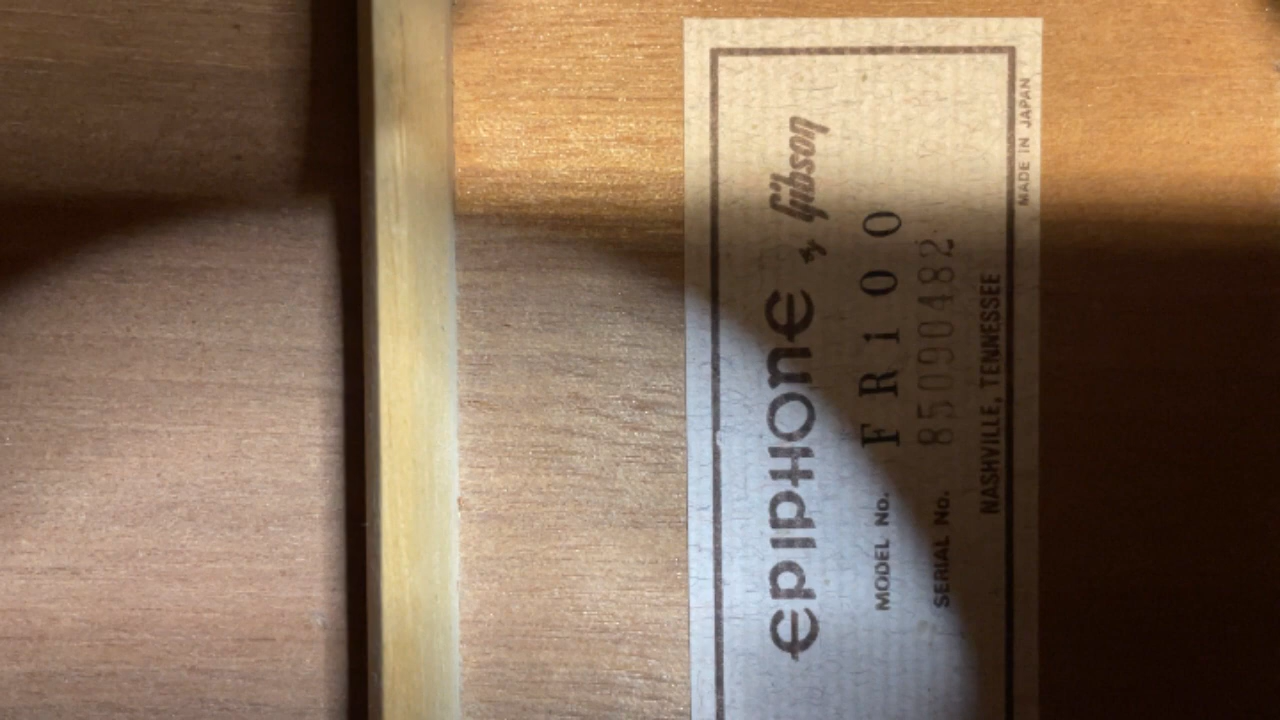 EPIPHONE by Gibson
MODEL No. FR100
SERIAL No. 85090482
NASHVILLE, TENNESSEE
MADE IN JAPAN